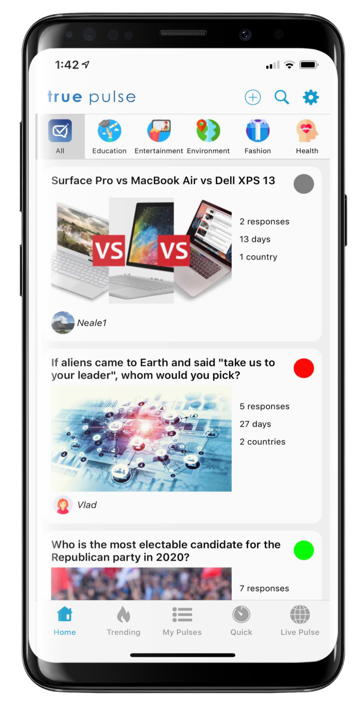 1:42
true pulse
All
Education
Entertainment
Environment
Fashion
Health
Surface Pro vs MacBook Air vs Dell XPS 13
VS
VS
2 responses
13 days
1 country
Neale1
If aliens came to Earth and said "take us to
your leader", whom would you pick?
5 responses
27 days
2 countries
Vlad
Who is the most electable candidate for the
Republican party in 2020?
7 responses
Home
Trending
My Pulses
Quick
Live Pulse